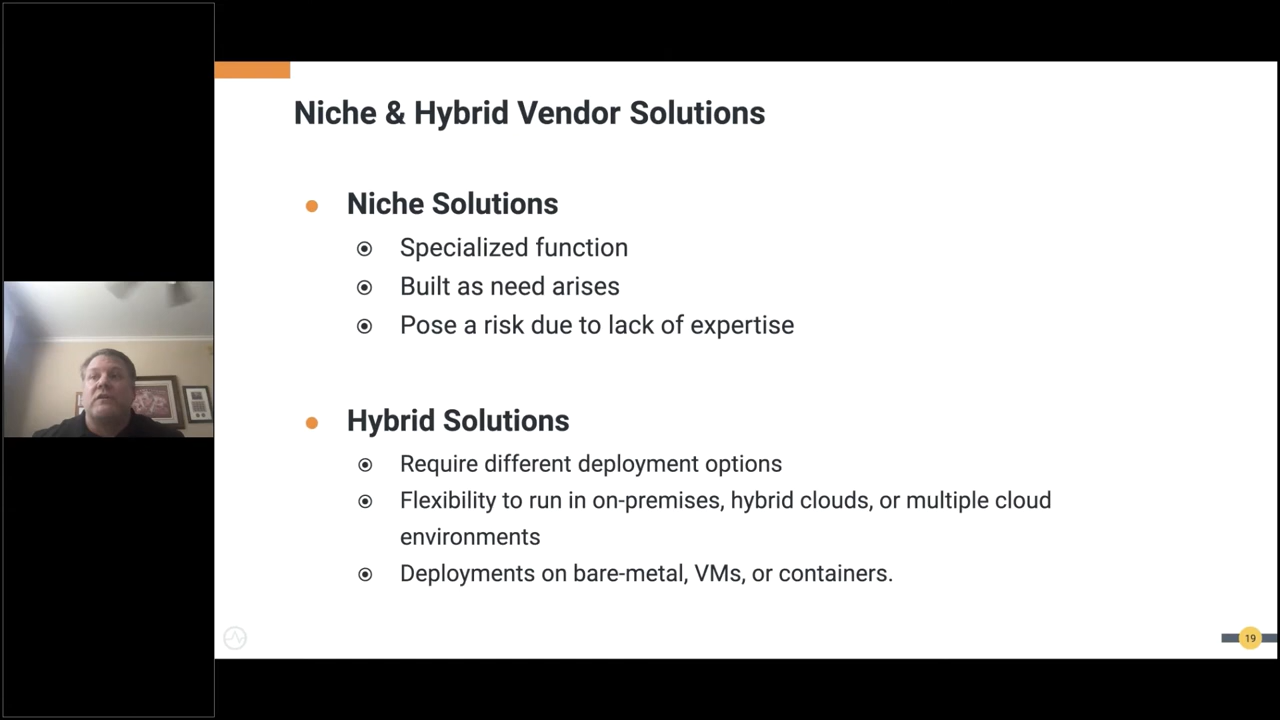 Niche & Hybrid Vendor Solutions
Niche Solutions
Specialized function
Built as need arises
Pose a risk due to lack of expertise
Hybrid Solutions
Require different deployment options
Flexibility to run in on-premises, hybrid clouds, or multiple cloud
environments
Deployments on bare-metal, VMs, or containers.
19